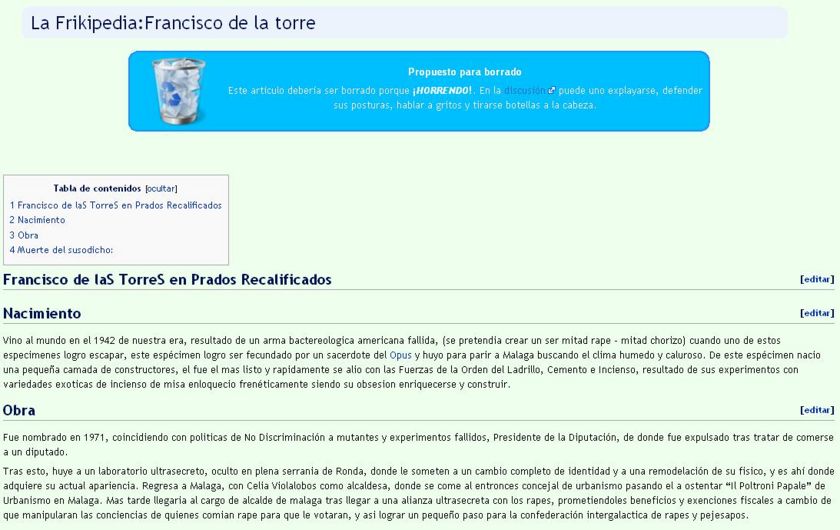 La Frikipedia:Francisco de la torre
Propuesto para borrado
Este artículo debería ser borrado porque ¡HORRENDO!. En la discusión puede uno explayarse, defender
sus posturas, hablar a gritos y tirarse botellas a la cabeza.
Tabla de contenidos [ocultar]
1 Francisco de laS TorreS en Prados Recalificados
2 Nacimiento
3 Obra
4 Muerte del susodicho:
Francisco de laS TorreS en Prados Recalificados [editar]
Nacimiento [editar]
Vino al mundo en el 1942 de nuestra era, resultado de un arma bactereologica americana fallida, (se pretendia crear un ser mitad rape - mitad chorizo) cuando uno de estos
especimenes logro escapar, este espécimen logro ser fecundado por un sacerdote del Opus y huyo para parir a Malaga buscando el clima humedo y caluroso. De este espécimen nacio
una pequeña camada de constructores, el fue el mas listo y rapidamente se alio con las Fuerzas de la Orden del Ladrillo, Cemento e Incienso, resultado de sus experimentos con
variedades exoticas de incienso de misa enloquecio frenéticamente siendo su obsesion enriquecerse y construir.
Obra [editar]
Fue nombrado en 1971, coincidiendo con politicas de No Discriminación a mutantes y experimentos fallidos, Presidente de la Diputación, de donde fue expulsado tras tratar de comerse
a un diputado.
Tras esto, huye a un laboratorio ultrasecreto, oculto en plena serrania de Ronda, donde le someten a un cambio completo de identidad y a una remodelación de su fisico, y es ahí donde
adquiere su actual apariencia. Regresa a Malaga, con Celia Violalobos como alcaldesa, donde se come al entronces concejal de urbanismo pasando el a ostentar “Il Poltroni Papale” de
Urbanismo en Malaga. Mas tarde llegaria al cargo de alcalde de malaga tras llegar a una alianza ultrasecreta con los rapes, prometiendoles beneficios y exenciones fiscales a cambio de
que manipularan las conciencias de quienes comian rape para que le votaran, y asi lograr un pequeño paso para la confederación intergalactica de rapes y pejesapos.